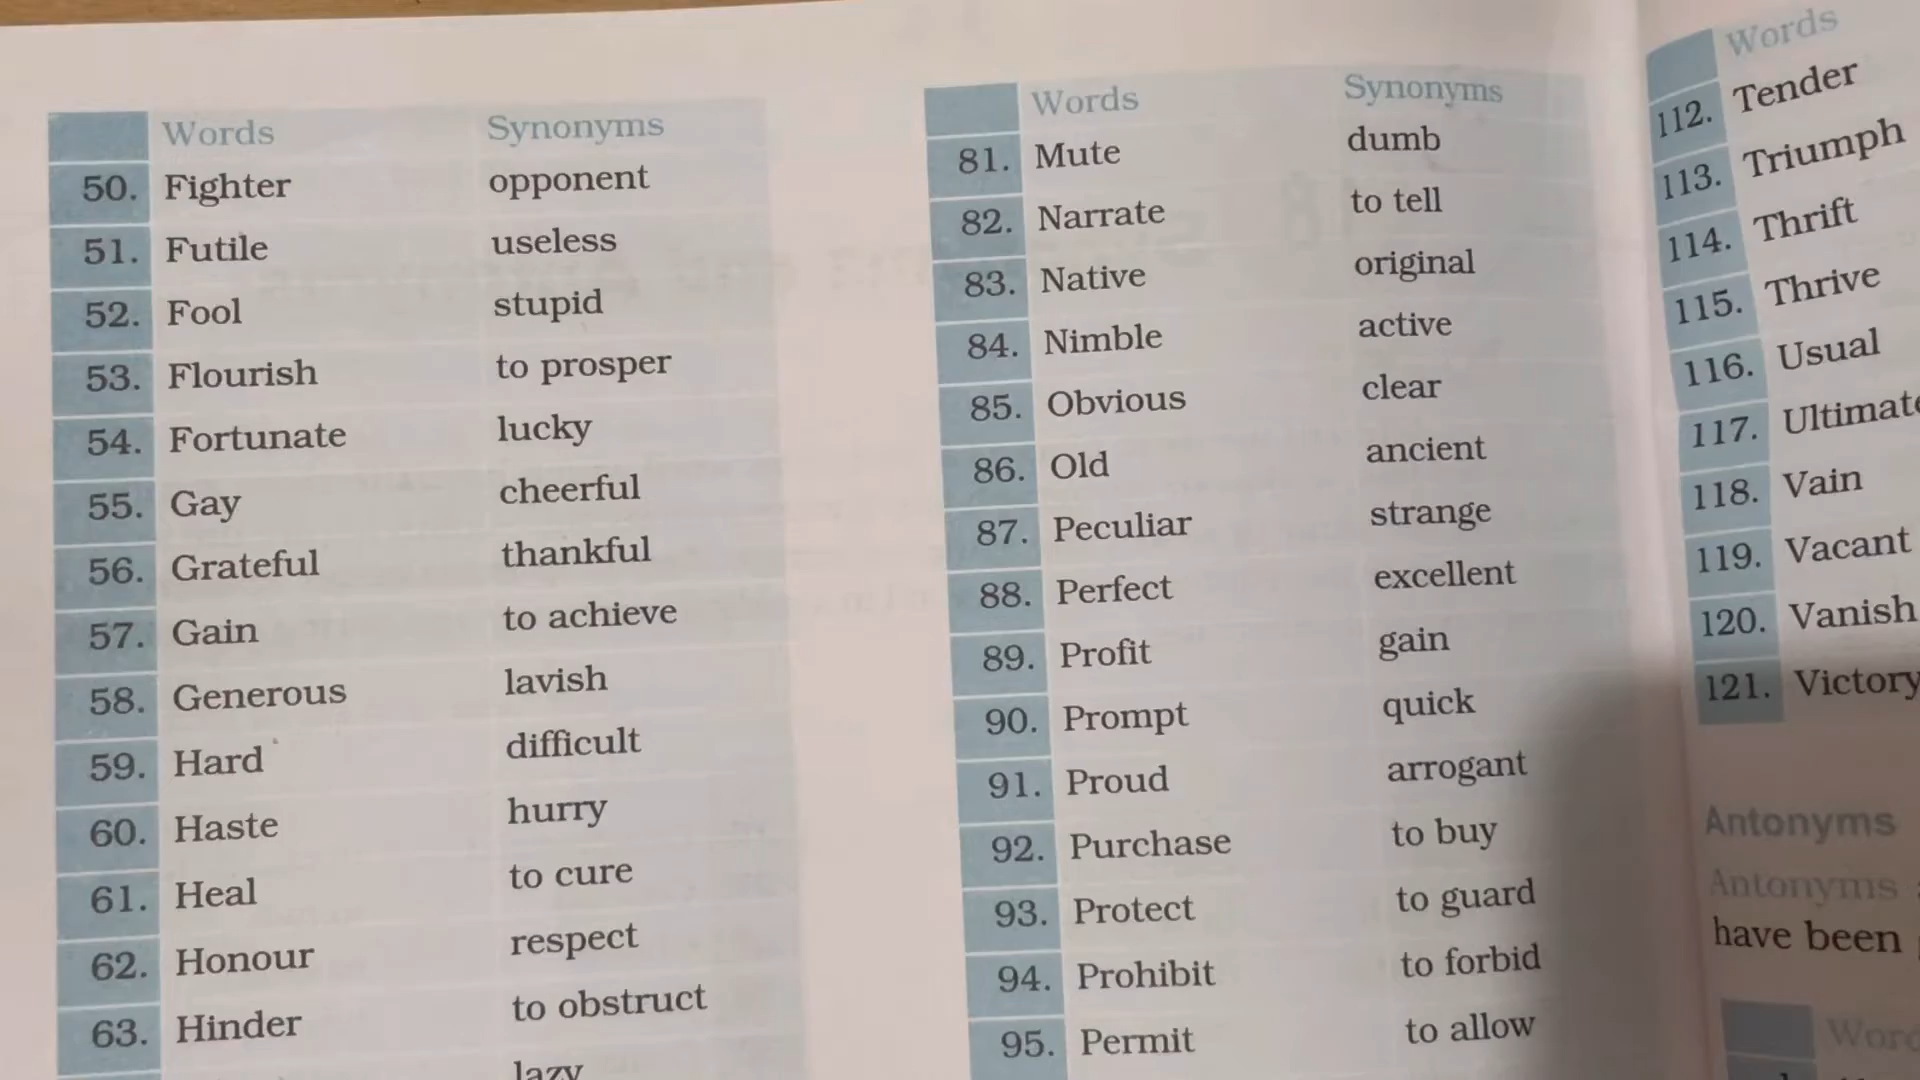 Words Synonyms
50. Fighter opponent
51. Futile useless
52. Fool stupid
53. Flourish to prosper
54. Fortunate lucky
55. Gay cheerful
56. Grateful thankful
57. Gain to achieve
58. Generous lavish
59. Hard difficult
60. Haste hurry
61. Heal to cure
62. Honour respect
63. Hinder to obstruct
lazy
Words Synonyms
81. Mute dumb
82. Narrate to tell
83. Native original
84. Nimble active
85. Obvious clear
86. Old ancient
87. Peculiar strange
88. Perfect excellent
89. Profit gain
90. Prompt quick
91. Proud arrogant
92. Purchase to buy
93. Protect to guard
94. Prohibit to forbid
95. Permit to allow
Words
112. Tender
113. Triumph
114. Thrift
115. Thrive
116. Usual
117. Ultimate
118. Vain
119. Vacant
120. Vanish
121. Victory
Antonyms
Antonyms
have been